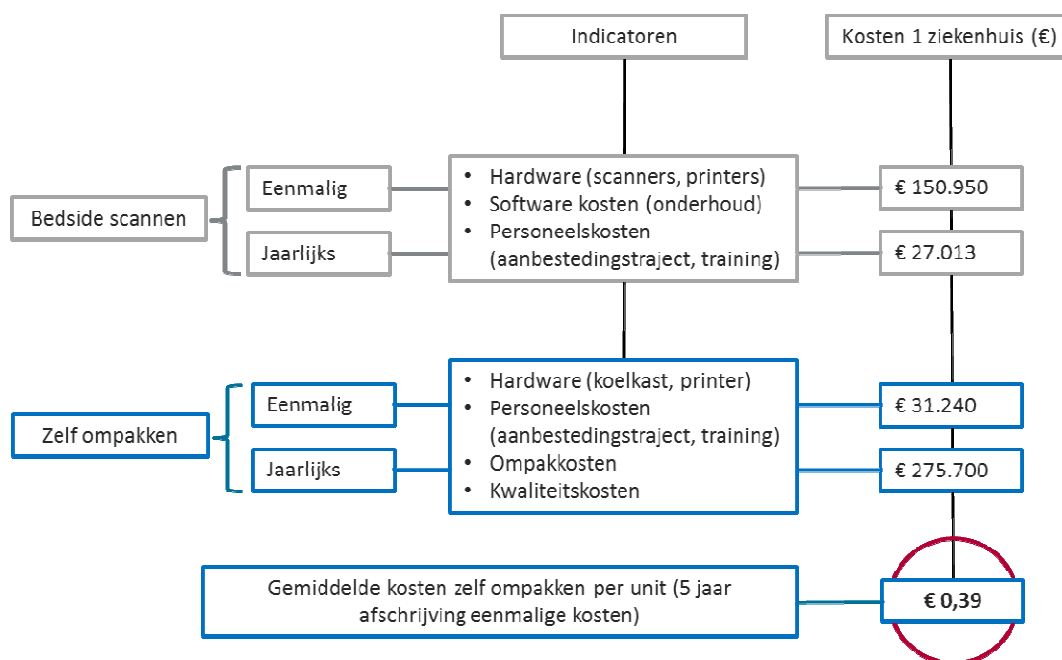 Indicatoren
Kosten 1 ziekenhuis (€)
Bedside scannen
Eenmalig
Jaarlijks
• Hardware (scanners, printers)
• Software kosten (onderhoud)
• Personeelskosten
(aanbestedingstraject, training)
€ 150.950
€ 27.013
Zelf ompakken
Eenmalig
Jaarlijks
• Hardware (koelkast, printer)
• Personeelskosten
(aanbestedingstraject, training)
• Ompakkosten
• Kwaliteitskosten
€ 31.240
€ 275.700
Gemiddelde kosten zelf ompakken per unit (5 jaar
afschrijving eenmalige kosten)
€ 0,39